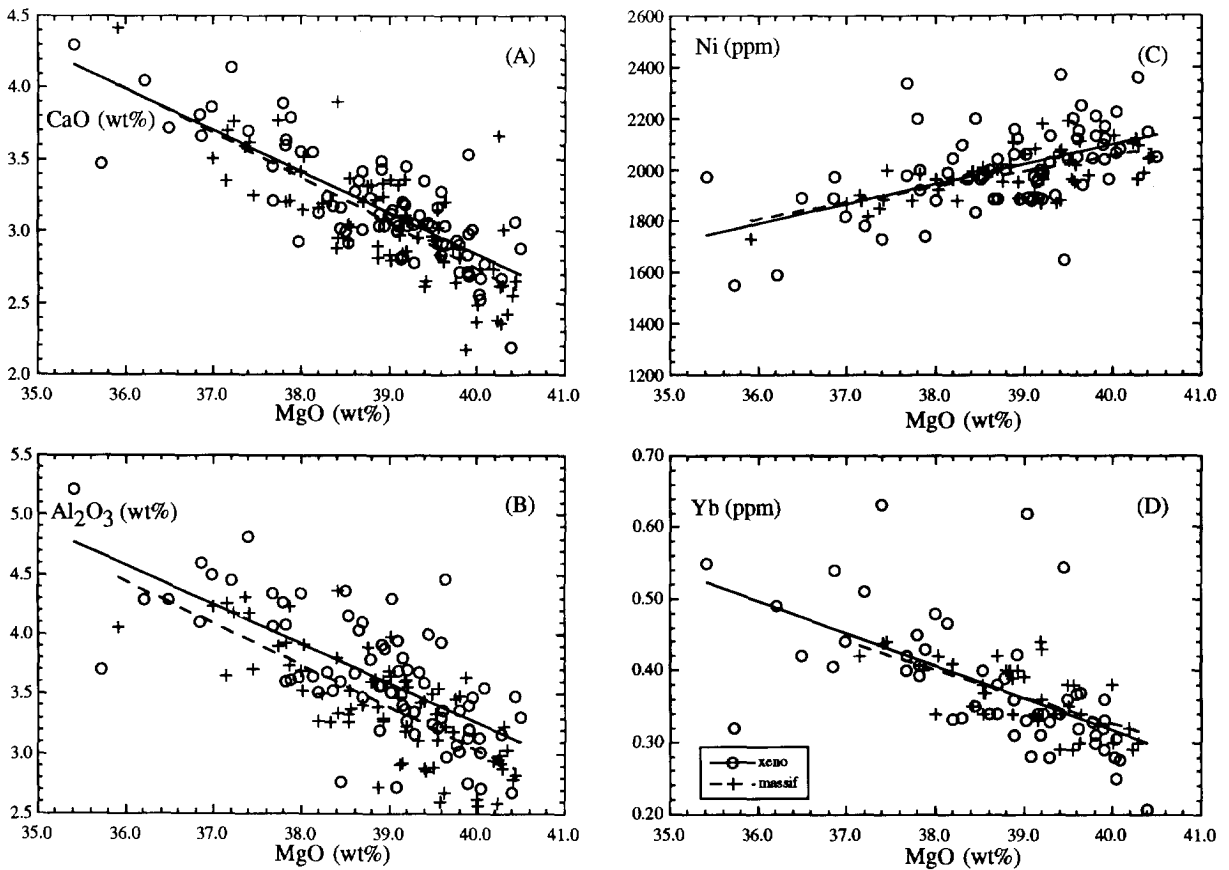 4.5
(A)
4.0
CaO (wt%)
3.5
3.0
2.5
2.0
35.0 36.0 37.0 38.0 39.0 40.0 41.0
MgO (wt%)
2600
Ni (ppm)
(C)
2400
2200
2000
1800
1600
1400
1200
35.0 36.0 37.0 38.0 39.0 40.0 41.0
MgO (wt%)
5.5
(B)
5.0
Al2O3 (wt%)
4.5
4.0
3.5
3.0
2.5
35.0 36.0 37.0 38.0 39.0 40.0 41.0
MgO (wt%)
0.70
Yb (ppm)
(D)
0.60
0.50
0.40
0.30
xeno
massif
0.20
35.0 36.0 37.0 38.0 39.0 40.0 41.0
MgO (wt%)